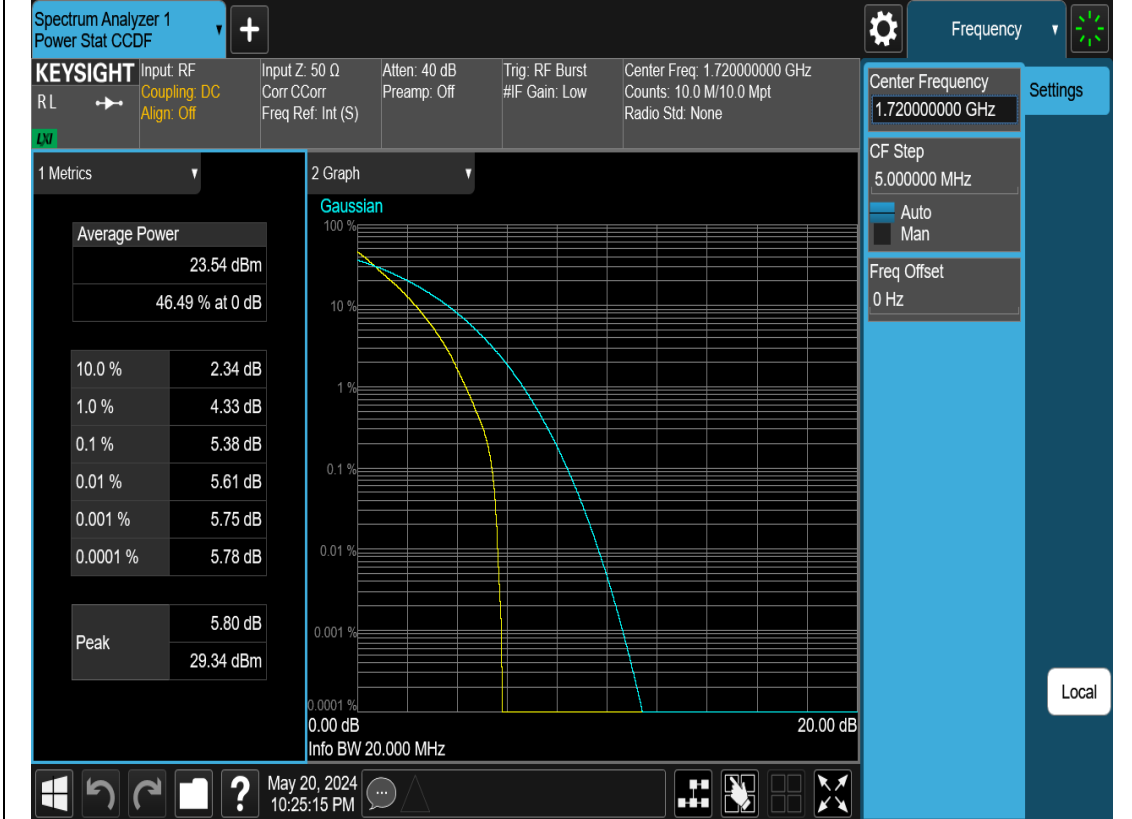 Spectrum Analyzer 1
Power Stat CCDF
Frequency
KEYSIGHT
RL
LXI
Input: RF
Coupling: DC
Align: Off
Input Z: 50 Ω
Corr CCorr
Freq Ref: Int (S)
Atten: 40 dB
Preamp: Off
Trig: RF Burst
#IF Gain: Low
Center Freq: 1.720000000 GHz
Counts: 10.0 M/10.0 Mpt
Radio Std: None
Center Frequency
1.720000000 GHz
Settings
CF Step
5.000000 MHz
Auto
Man
Freq Offset
0 Hz
Local
1 Metrics
Average Power
23.54 dBm
46.49 % at 0 dB
10.0 % 2.34 dB
1.0 % 4.33 dB
0.1 % 5.38 dB
0.01 % 5.61 dB
0.001 % 5.75 dB
0.0001 % 5.78 dB
Peak 5.80 dB
29.34 dBm
2 Graph
Gaussian
100 %
10 %
1 %
0.1 %
0.01 %
0.001 %
0.0001 %
0.00 dB 20.00 dB
Info BW 20.000 MHz
? May 20, 2024
10:25:15 PM